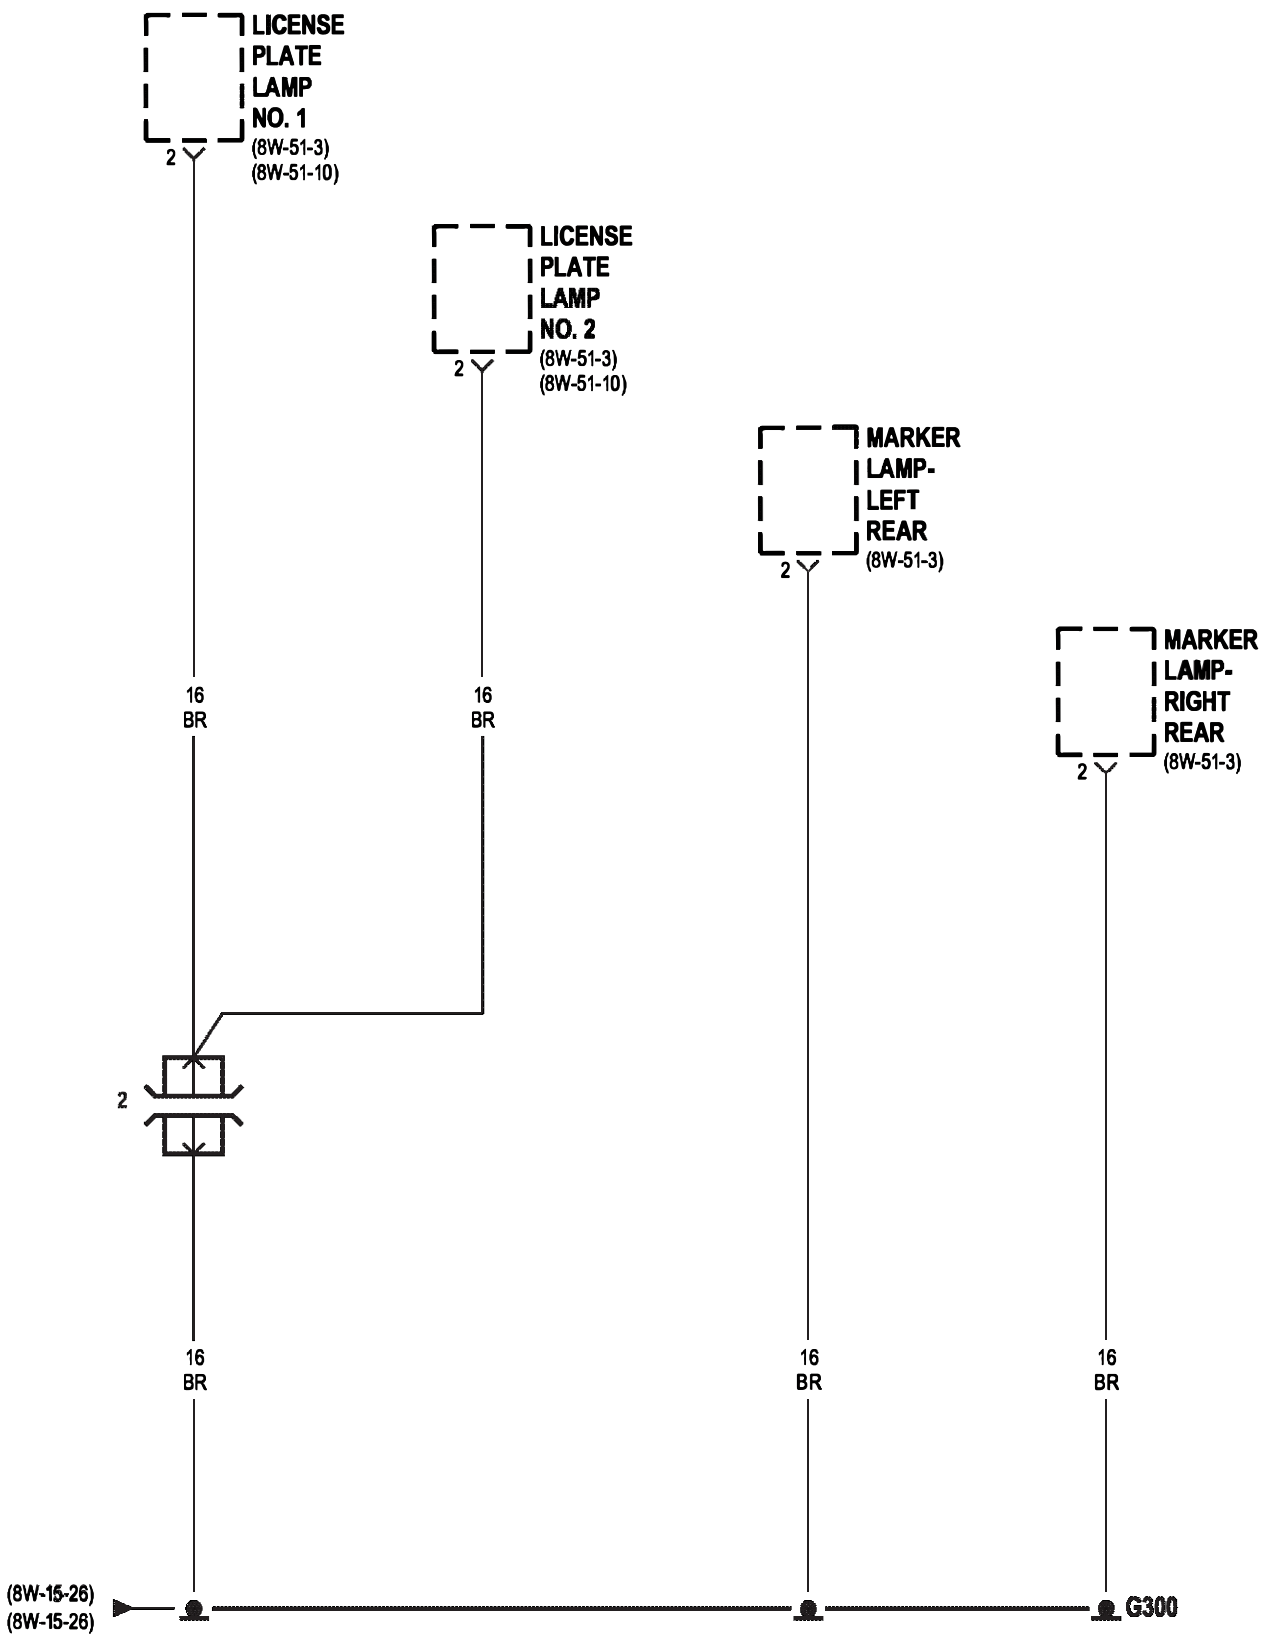 LICENSE
PLATE
LAMP
NO. 1
(8W-51-3)
(8W-51-10)
2
LICENSE
PLATE
LAMP
NO. 2
(8W-51-3)
(8W-51-10)
2
MARKER
LAMP-
LEFT
REAR
(8W-51-3)
2
MARKER
LAMP-
RIGHT
REAR
(8W-51-3)
2
16
BR
16
BR
2
16
BR
16
BR
16
BR
(8W-15-26)
(8W-15-26)
G300